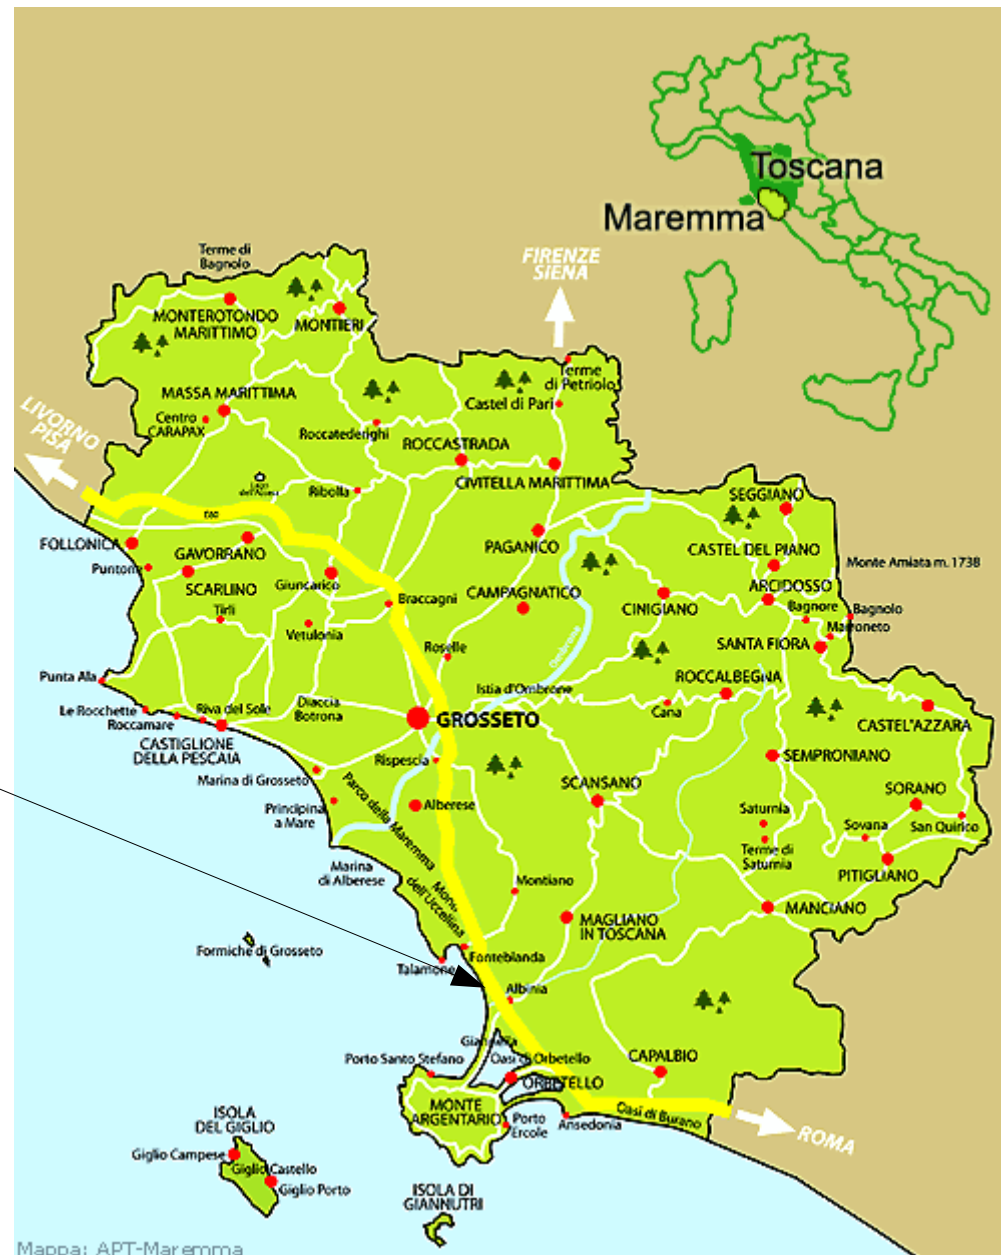 Toscana
Maremma
FIRENZE
SIENA
Terme di
Bagnolo
MONTEROTONDO
MARITTIMO
MONTIERI
Terme
di Petriolo
MASSA MARITTIMA
Castel di Pari
Centro
CARAPAX
LIVORNO
PISA
Roccatederighi
ROCCASTRADA
CIVITELLA MARITTIMA
Ribolla
SEGGIANO
FOLLONICA
GAVORRANO
PAGANICO
CASTEL DEL PIANO
Monte Amiata m. 1738
Puntone
SCARLINO
Giuncarico
CAMPAGNATICO
CINIGIANO
ARCIDOSSO
Braccagni
Bagnore
Bagnolo
Tirli
Vetulonia
Marroneto
Roselle
Ombrone
SANTA FIORA
Punta Ala
Istia d'Ombrone
ROCCALBEGNA
Le Rocchette
Riva del Sole
Diaccia
Botrona
Roccamare
Cana
GROSSETO
CASTEL'AZZARA
CASTIGLIONE
DELLA PESCAIA
Rispescia
SEMPRONIANO
Marina di Grosseto
SCANSANO
SORANO
Principina
a Mare
Parco della Maremma
Alberese
Saturnia
Sovana
San Quirico
Terme di
Saturnia
PITIGLIANO
Marina
di Alberese
dell'Uccellina
Montiano
MANCIANO
MAGLIANO
IN TOSCANA
Formiche di Grosseto
Talamone
Fonteblanda
Albinia
Giannella
Porto Santo Stefano
Oasi di Orbetello
CAPALBIO
ORBETELLO
MONTE
ARGENTARIO
Porto
Ercole
Ansedonia
Oasi di Burano
ROMA
ISOLA
DEL GIGLIO
Giglio Campese
Giglio Castello
Giglio Porto
ISOLA DI
GIANNUTRI
Mappa: APT-Maremma